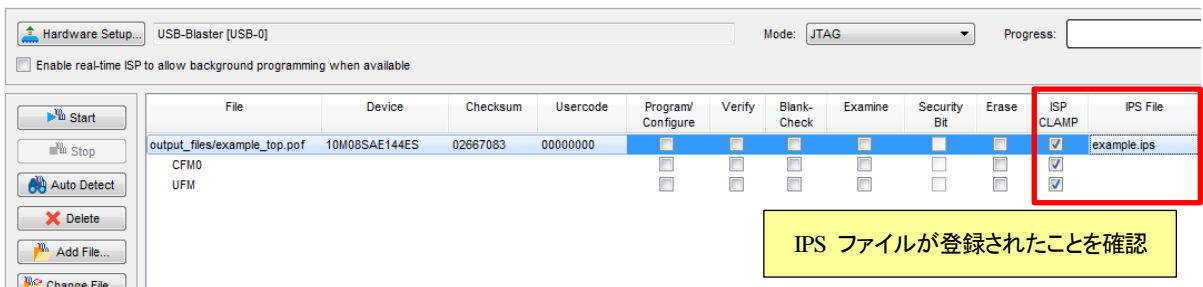 Hardware Setup... USB-Blaster [USB-0] Mode: JTAG Progress:
Enable real-time ISP to allow background programming when available
File Device Checksum Usercode Program/ Configure Verify Blank- Check Examine Security Bit Erase ISP CLAMP IPS File
output_files/example_top.pof 10M08SAE144ES 02667083 00000000 example.ips
CFM0
UFM
Start
Stop
Auto Detect
Delete
Add File...
Change File
IPS ファイルが登録されたことを確認